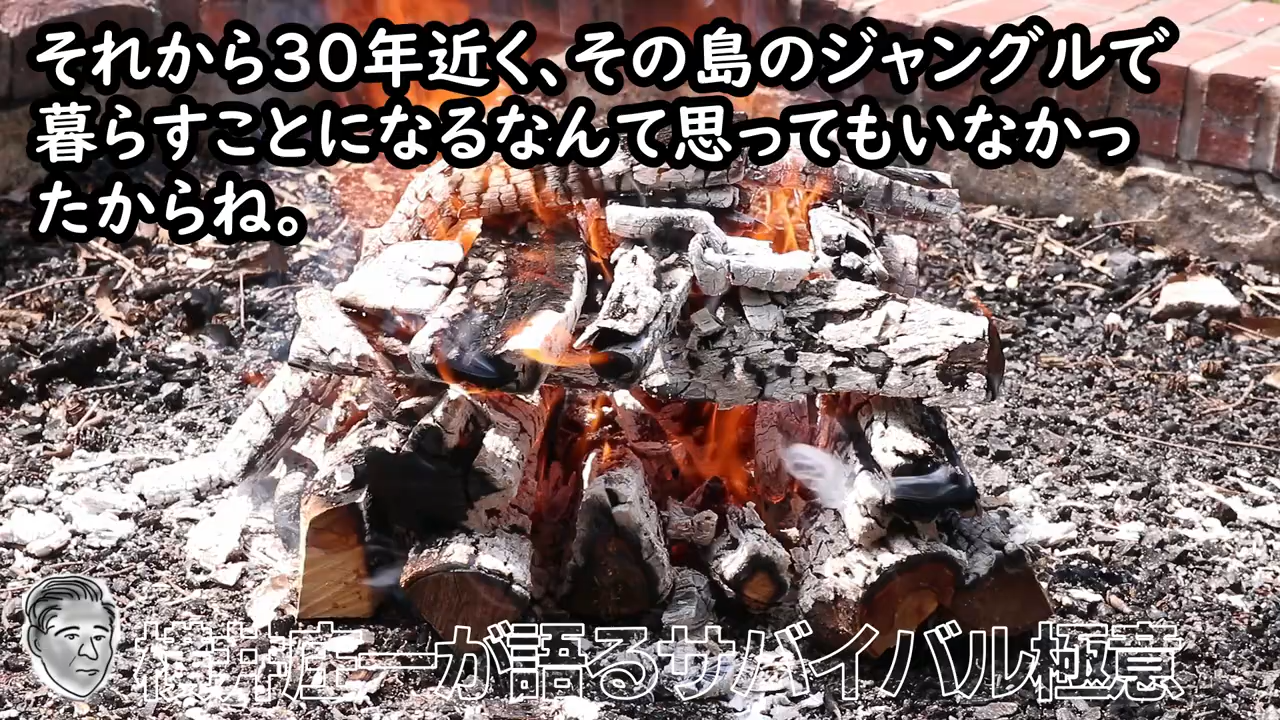 それから30年近く、その島のジャングルで
暮らすことになるなんて思ってもいなかっ
たからね。
横井庄一が語るサバイバル極意